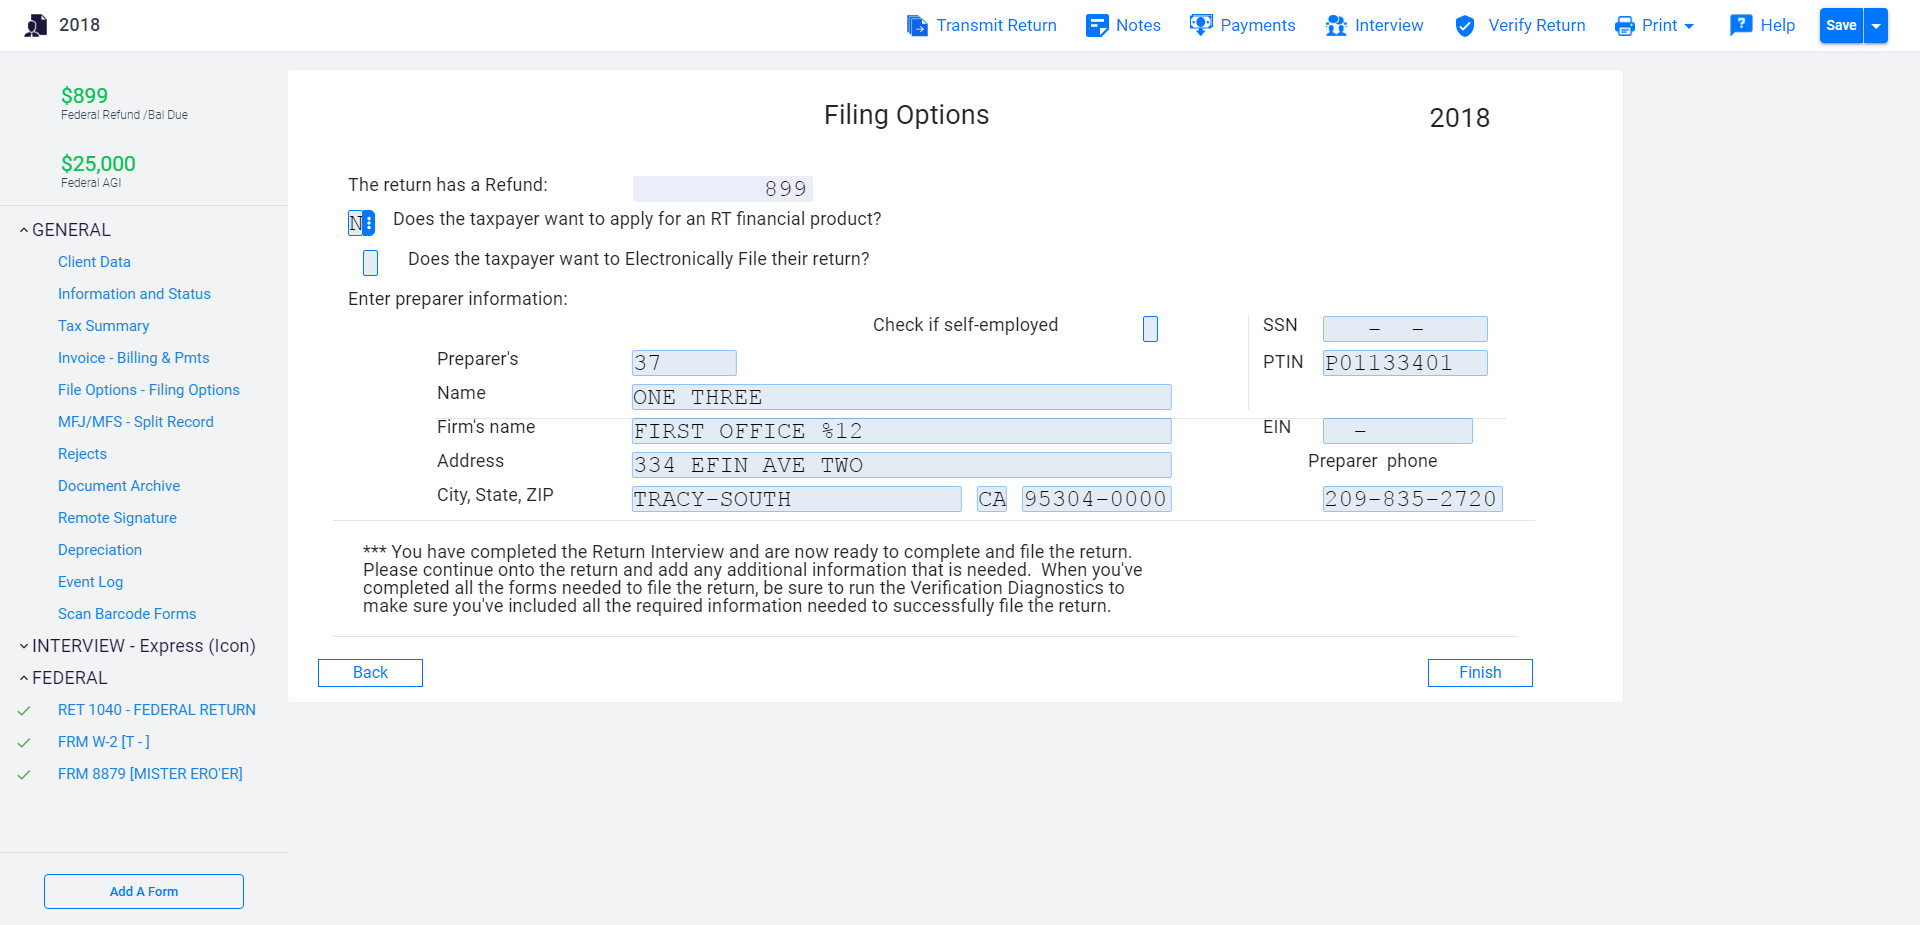 2018
Transmit Return
Notes
Payments
Interview
Verify Return
Print
Help
Save
$899
Federal Refund /Bal Due
$25,000
Federal AGI
GENERAL
Client Data
Information and Status
Tax Summary
Invoice - Billing & Pmts
File Options - Filing Options
MFJ/MFS - Split Record
Rejects
Document Archive
Remote Signature
Depreciation
Event Log
Scan Barcode Forms
INTERVIEW - Express (Icon)
FEDERAL
RET 1040 - FEDERAL RETURN
FRM W-2 [T - ]
FRM 8879 [MISTER ERO'ER]
Add A Form
Filing Options
2018
The return has a Refund: 899
N Does the taxpayer want to apply for an RT financial product?
Does the taxpayer want to Electronically File their return?
Enter preparer information:
Check if self-employed
SSN - -
Preparer's 37
PTIN P01133401
Name ONE THREE
Firm's name FIRST OFFICE %12
EIN -
Address 334 EFIN AVE TWO
Preparer phone
City, State, ZIP TRACY-SOUTH CA 95304-0000
209-835-2720
*** You have completed the Return Interview and are now ready to complete and file the return.
Please continue onto the return and add any additional information that is needed. When you've
completed all the forms needed to file the return, be sure to run the Verification Diagnostics to
make sure you've included all the required information needed to successfully file the return.
Back
Finish